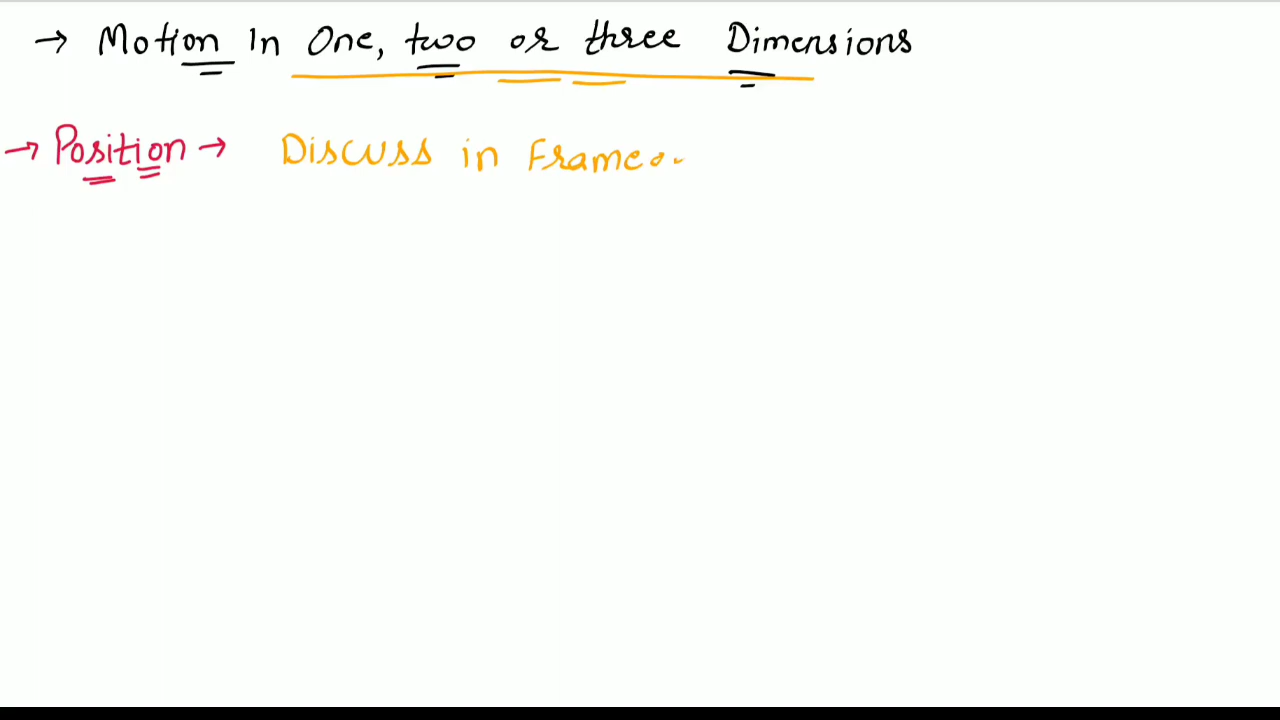 → Motion In One, two or three Dimensions
→ Position → Discuss in Frame